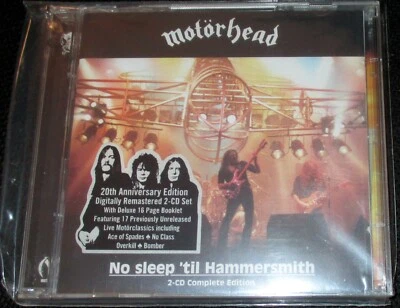 motörhead
20th Anniversary Edition
Digitally Remastered 2-CD Set
With Deluxe 16 Page Booklet
Featuring 17 Previously Unreleased
Live Motörclassics including
Ace of Spades ♠ No Class
Overkill ♠ Bomber
No sleep 'til Hammersmith
2-CD Complete Edition